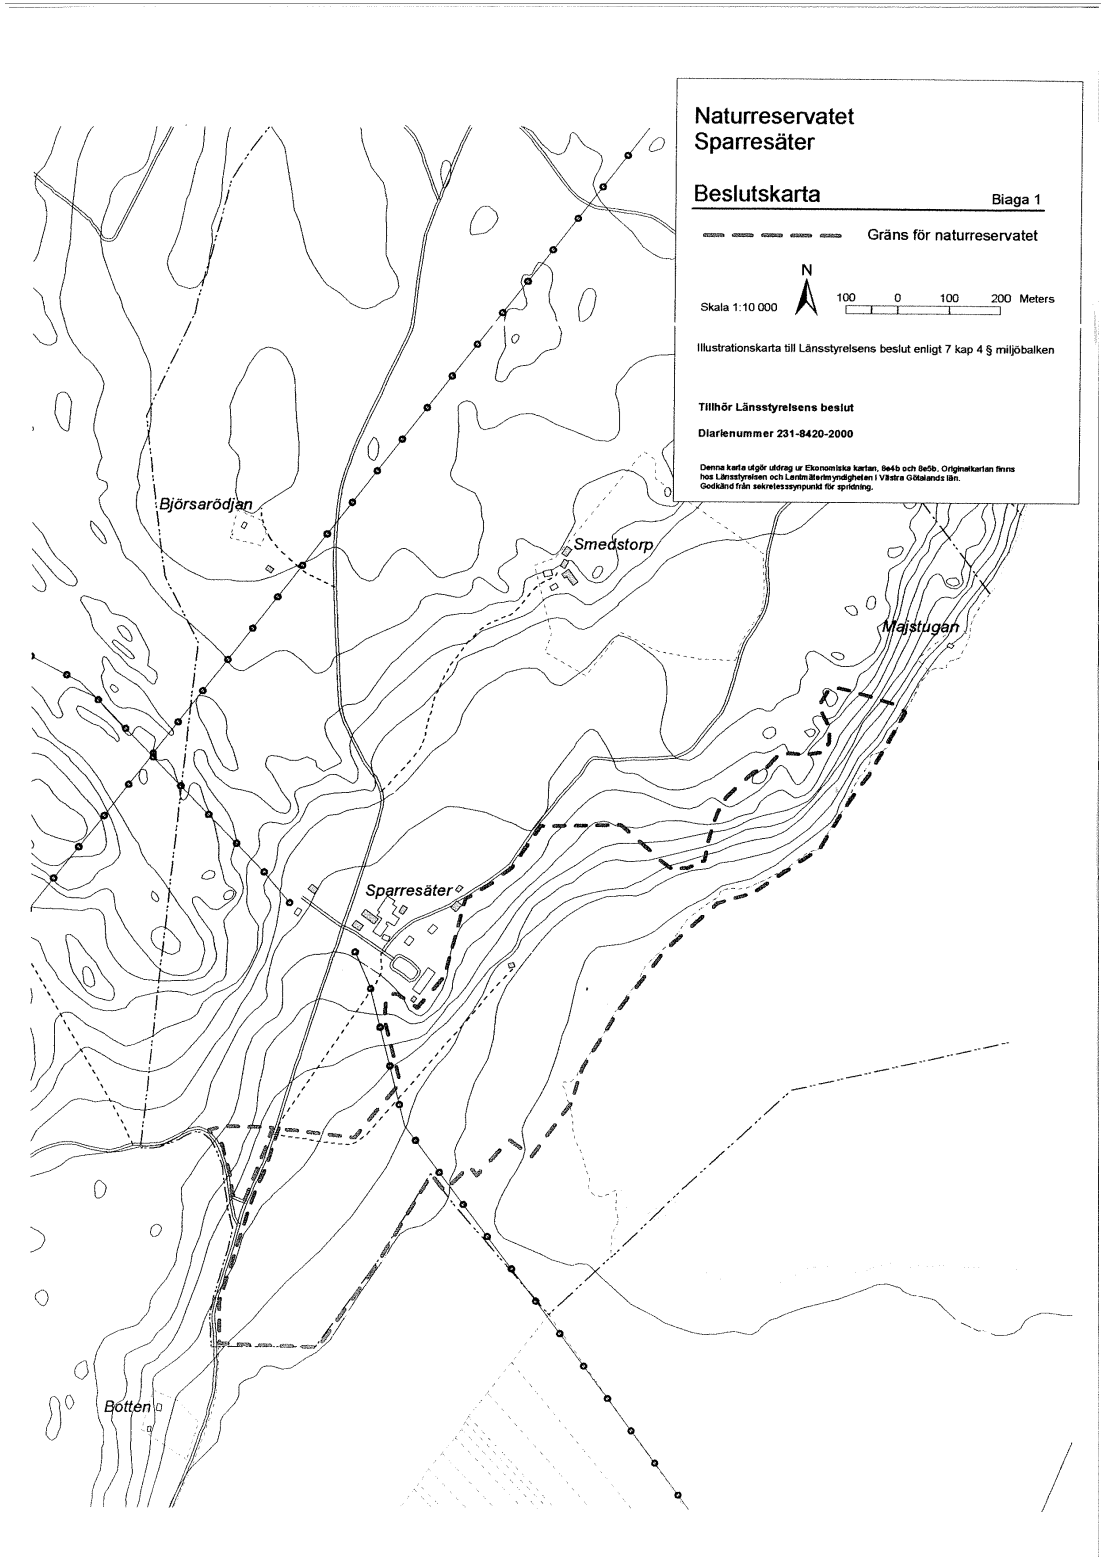 Naturreservatet
Sparresäter
Beslutskarta Biaga 1
Gräns för naturreservatet
N
Skala 1:10 000 100 0 100 200 Meters
Illustrationskarta till Länsstyrelsens beslut enligt 7 kap 4 § miljöbalken
Tillhör Länsstyrelsens beslut
Diarienummer 231-8420-2000
Denna karta utgör utdrag ur Ekonomiska kartan, 8e4b och 8e5b. Originalkartan finns
hos Länsstyrelsen och Lantmäterimyndigheten i Västra Götalands län.
Godkänd från sekretesssynpunkt för spridning.
Björsarödjan
Smedstorp
Majstugan
Sparresäter
Botten